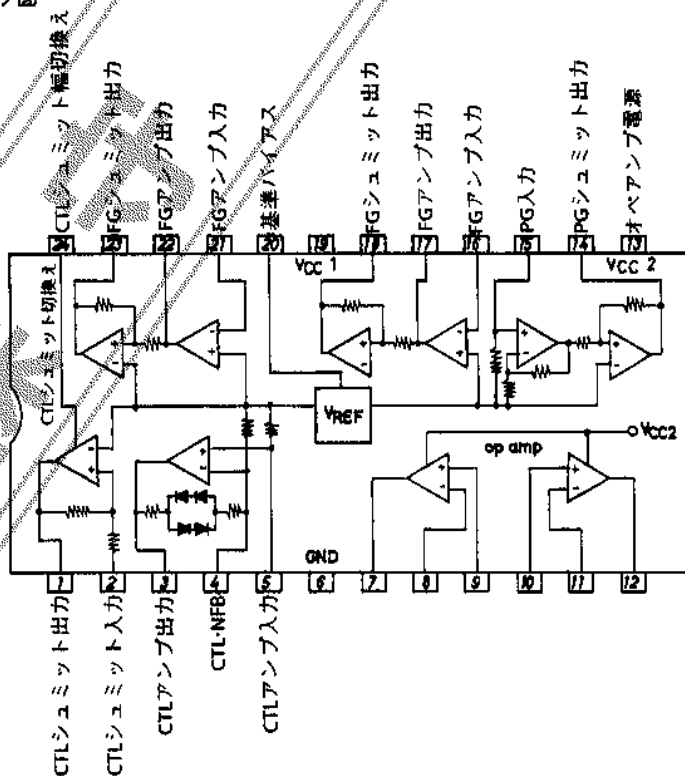 CTLシュミット幅切換え
FGシュミット出力
FGアンプ出力
FGアンプ入力
基準バイアス
FGシュミット出力
FGアンプ出力
FGアンプ入力
PG入力
PGシュミット出力
オペアンプ電源
24 23 22 21 20 19 18 17 16 15 14 13
VCC 1
VCC 2
CTLシュミット切換え
VREF
VCC2
op amp
GND
1 2 3 4 5 6 7 8 9 10 11 12
CTLシュミット出力
CTLシュミット入力
CTLアンプ出力
CTL-NFB
CTLアンプ入力